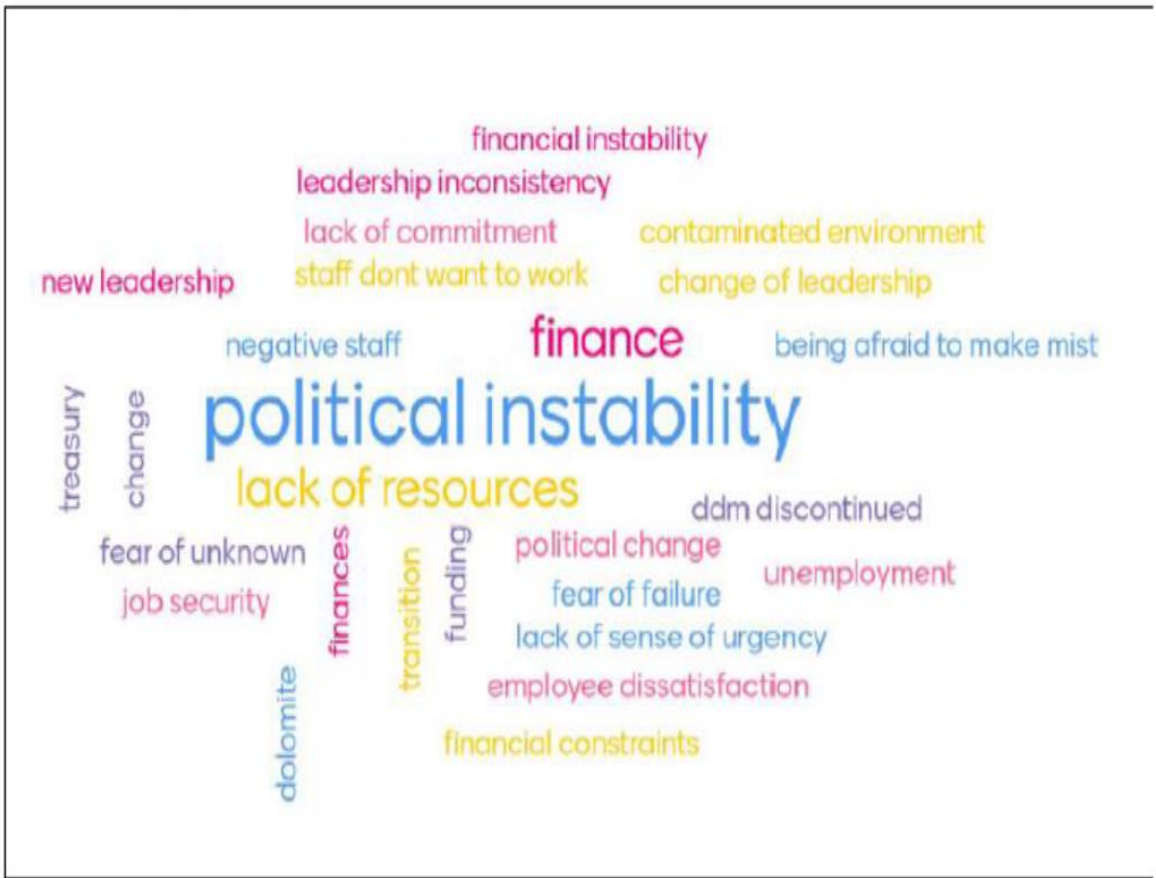 financial instability
leadership inconsistency
lack of commitment
contaminated environment
new leadership
staff dont want to work
change of leadership
negative staff
finance
being afraid to make mist
treasury
change
political instability
lack of resources
ddm discontinued
fear of unknown
finances
transition
funding
political change
unemployment
job security
fear of failure
lack of sense of urgency
dolomite
employee dissatisfaction
financial constraints